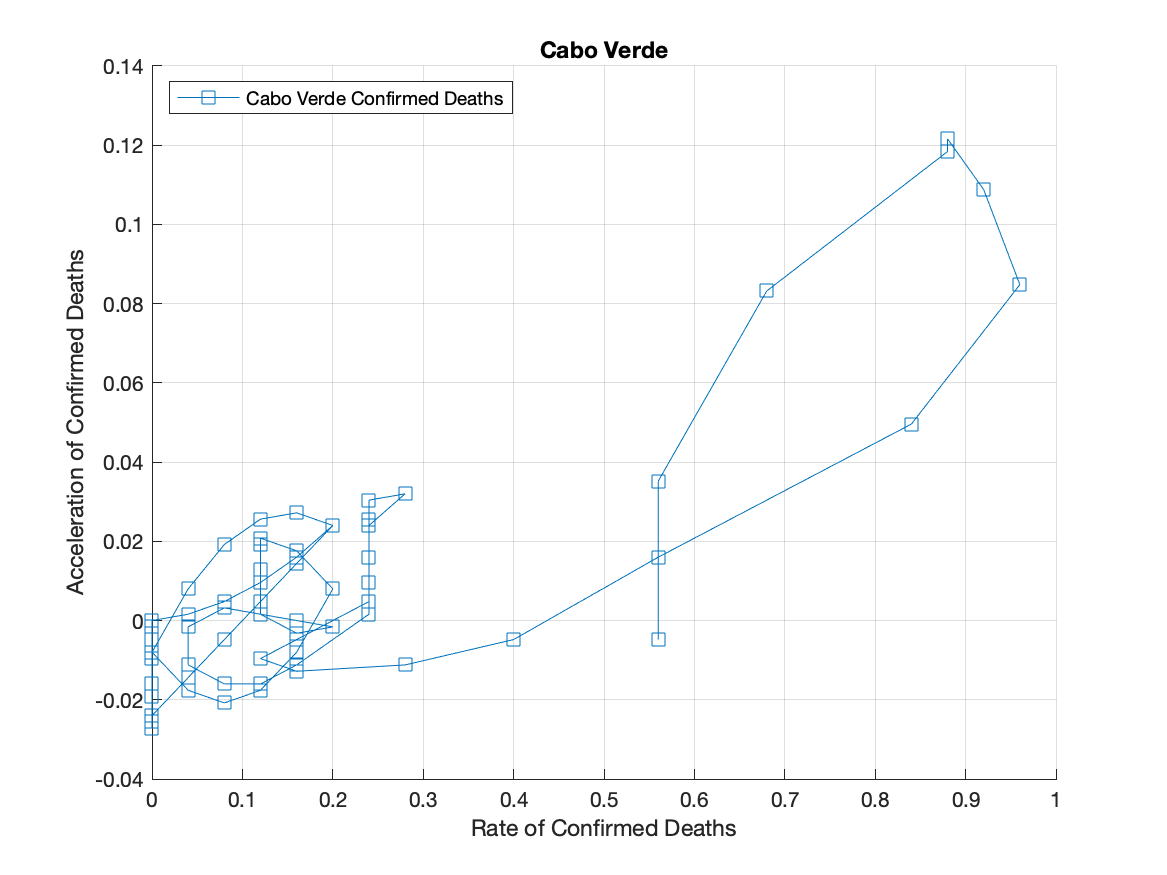 Cabo Verde
Cabo Verde Confirmed Deaths
0.14
0.12
0.1
0.08
0.06
0.04
0.02
0
-0.02
-0.04
Acceleration of Confirmed Deaths
0 0.1 0.2 0.3 0.4 0.5 0.6 0.7 0.8 0.9 1
Rate of Confirmed Deaths